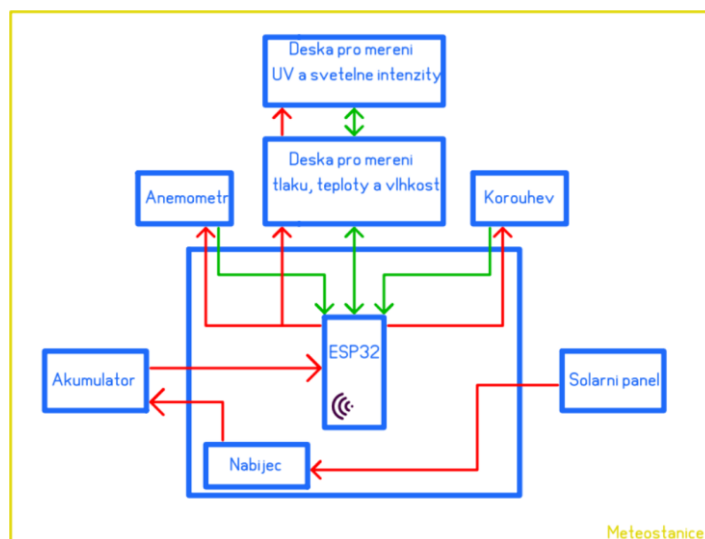 Deska pro mereni
UV a svetelne intenzity
Deska pro mereni
tlaku, teploty a vlhkost
Anemometr
Korouhev
ESP32
Akumulator
Solarni panel
Nabijec
Meteostanice